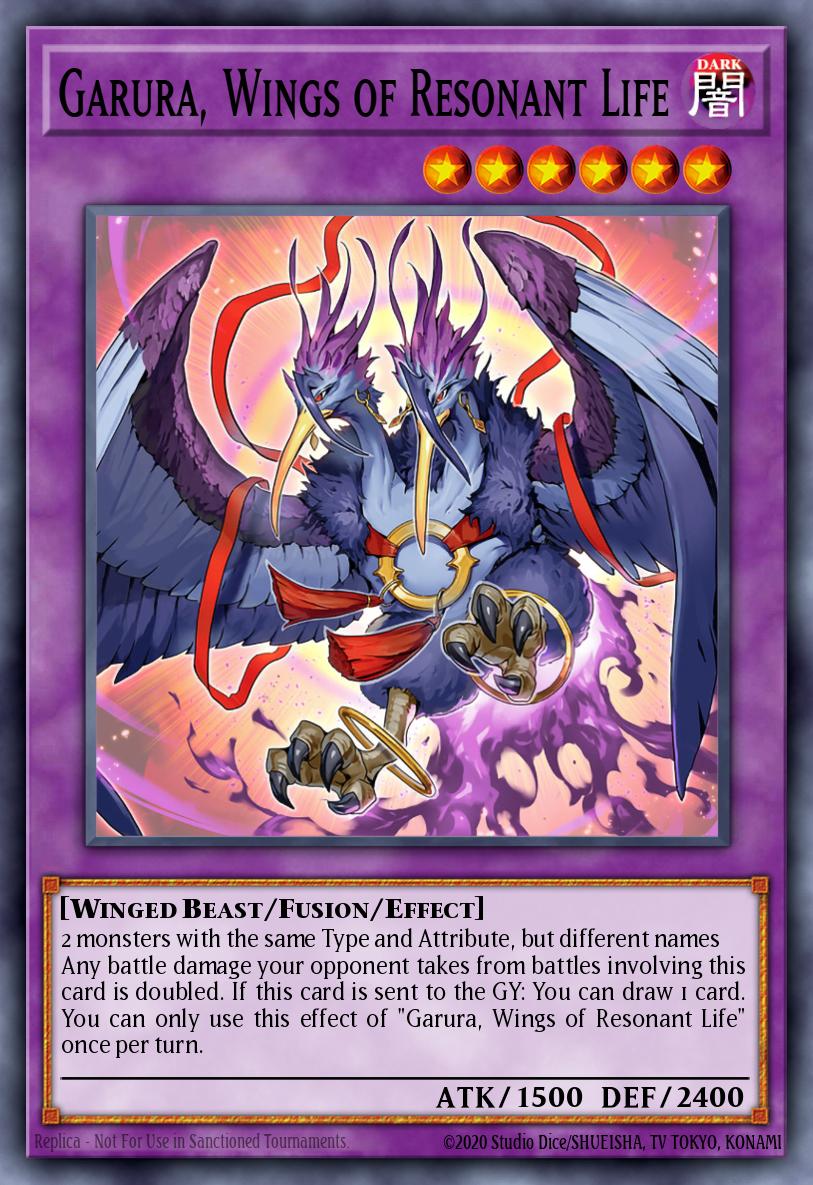 Garura, Wings of Resonant Life
DARK
闇
[Winged Beast/Fusion/Effect]
2 monsters with the same Type and Attribute, but different names
Any battle damage your opponent takes from battles involving this
card is doubled. If this card is sent to the GY: You can draw 1 card.
You can only use this effect of "Garura, Wings of Resonant Life"
once per turn.
ATK/1500 DEF/2400
Replica - Not For Use in Sanctioned Tournaments.
©2020 Studio Dice/SHUEISHA, TV TOKYO, KONAMI